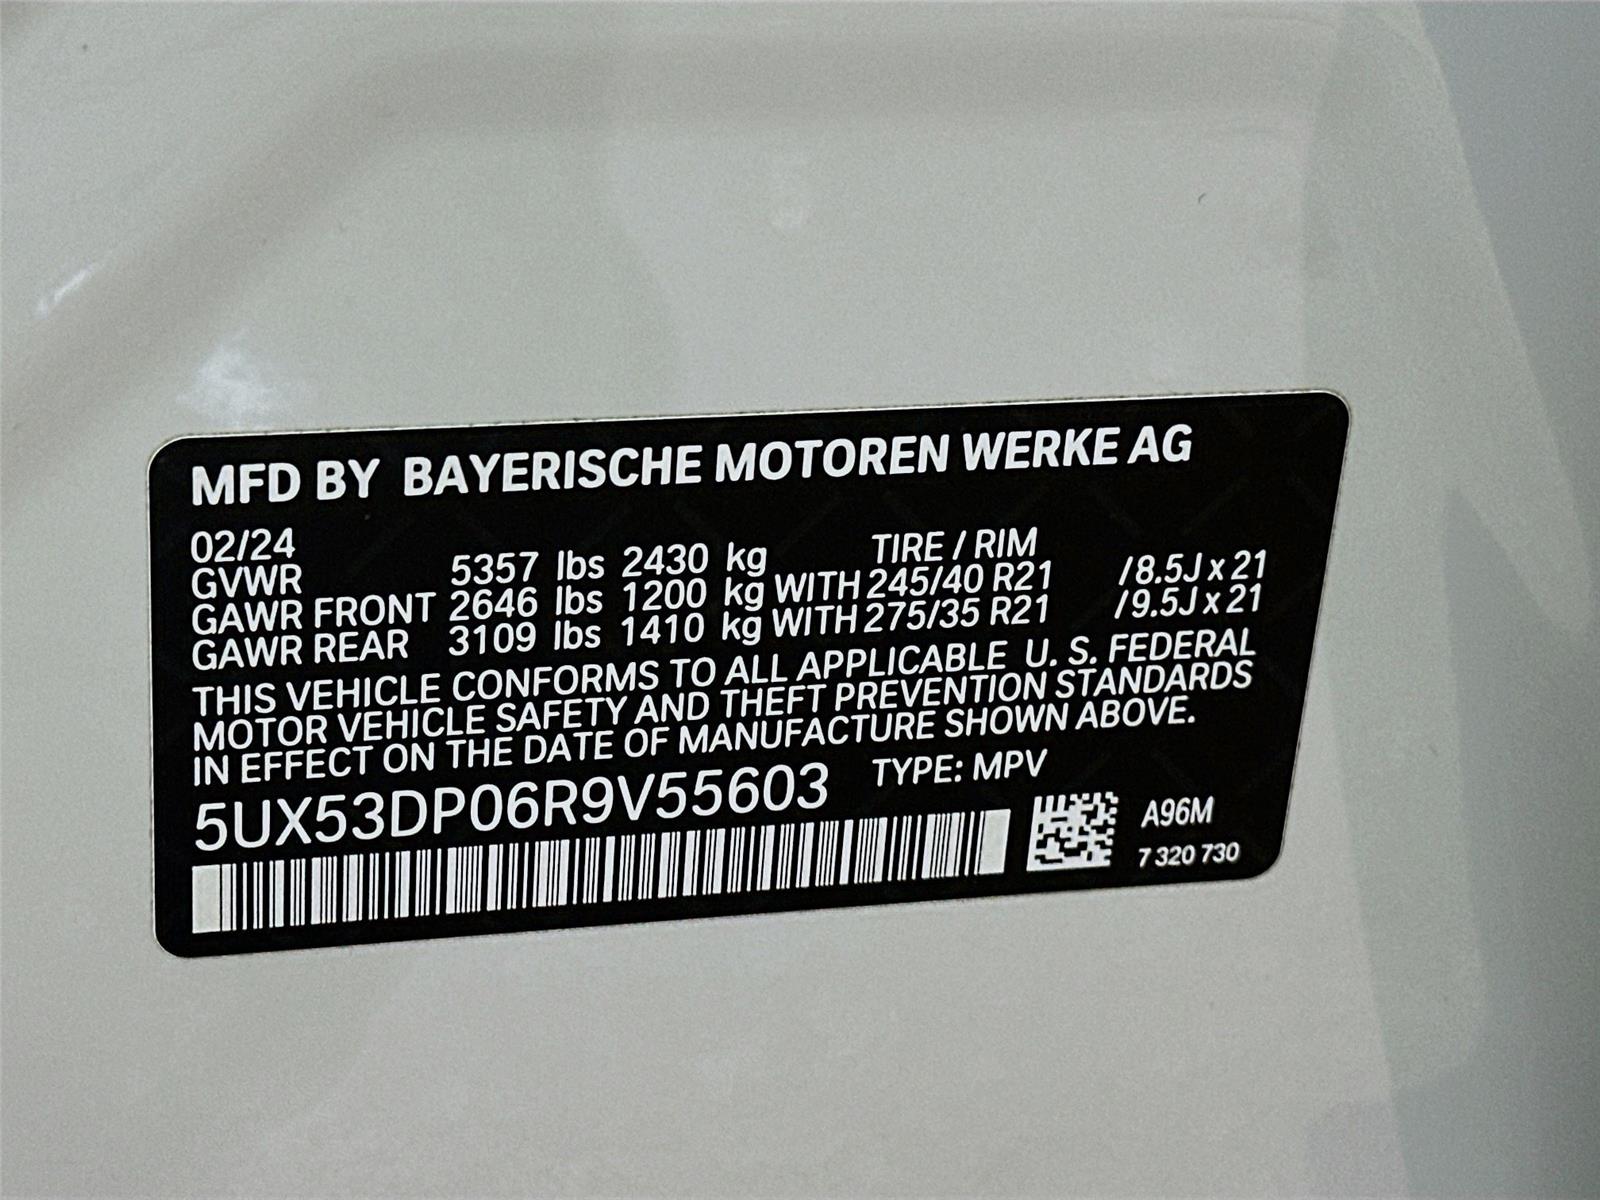 MFD BY BAYERISCHE MOTOREN WERKE AG
02/24
GVWR 5357 lbs 2430 kg TIRE / RIM
GAWR FRONT 2646 lbs 1200 kg WITH 245/40 R21 /8.5J x 21
GAWR REAR 3109 lbs 1410 kg WITH 275/35 R21 /9.5J x 21
THIS VEHICLE CONFORMS TO ALL APPLICABLE U. S. FEDERAL
MOTOR VEHICLE SAFETY AND THEFT PREVENTION STANDARDS
IN EFFECT ON THE DATE OF MANUFACTURE SHOWN ABOVE.
5UX53DP06R9V55603 TYPE: MPV
A96M
7 320 730